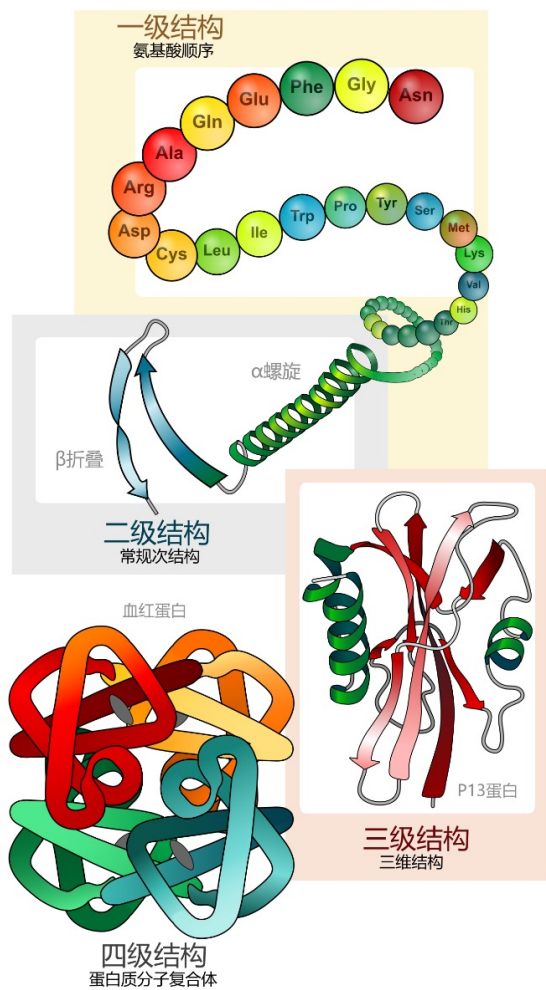 一级结构
氨基酸顺序
Asn
Gly
Phe
Glu
Gln
Ala
Arg
Asp
Cys
Leu
Ile
Trp
Pro
Tyr
Ser
Met
Lys
Val
His
Thr
α螺旋
β折叠
二级结构
常规次结构
血红蛋白
P13蛋白
三级结构
三维结构
四级结构
蛋白质分子复合体